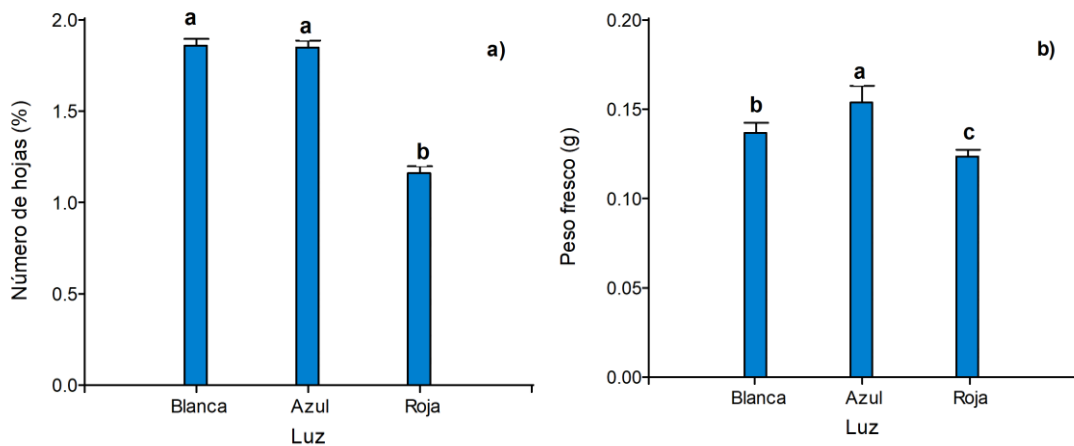 2.0
1.5
1.0
0.5
0.0
Número de hojas (%)
a
a
b
a)
Blanca
Azul
Roja
Luz
0.20
0.15
0.10
0.05
0.00
Peso fresco (g)
b
a
c
b)
Blanca
Azul
Roja
Luz